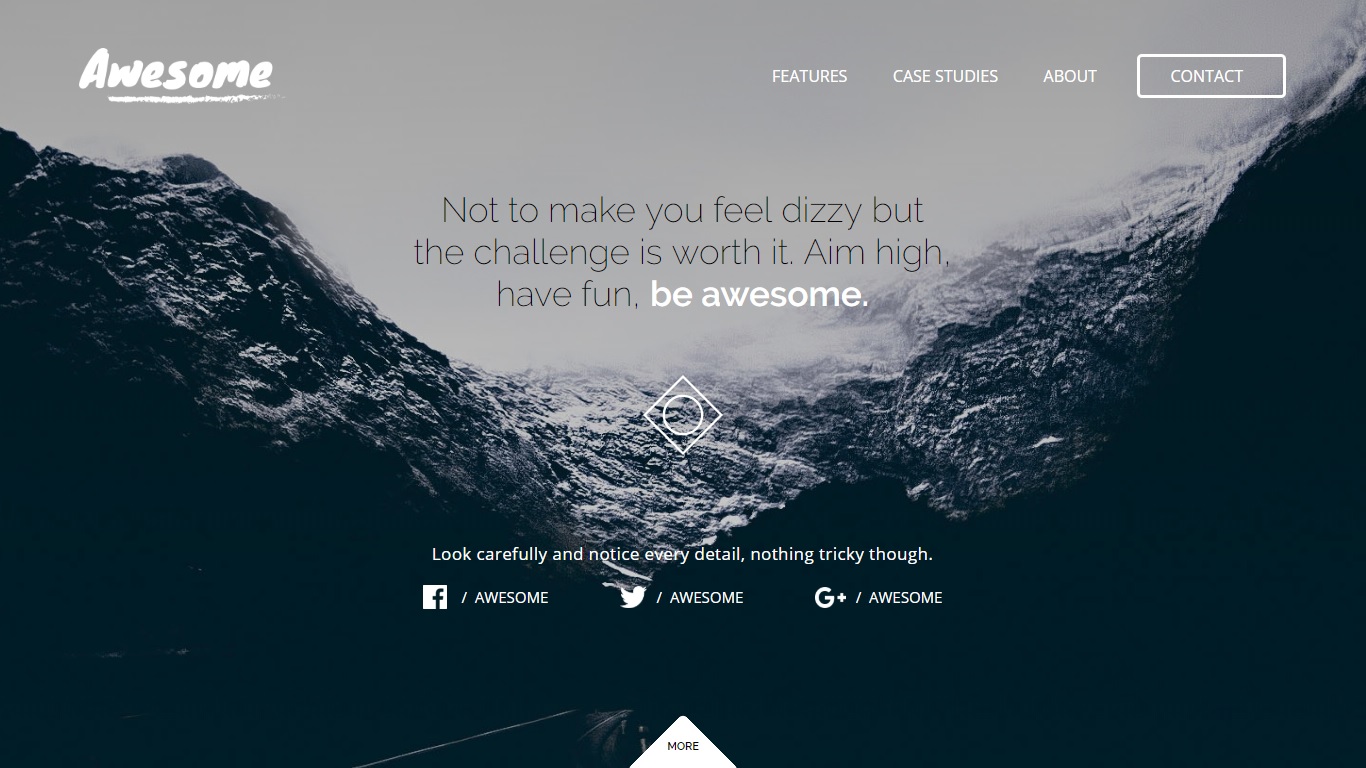 Awesome
FEATURES
CASE STUDIES
ABOUT
CONTACT
Not to make you feel dizzy but
the challenge is worth it. Aim high,
have fun, be awesome.
Look carefully and notice every detail, nothing tricky though.
/ AWESOME
/ AWESOME
G+ / AWESOME
MORE